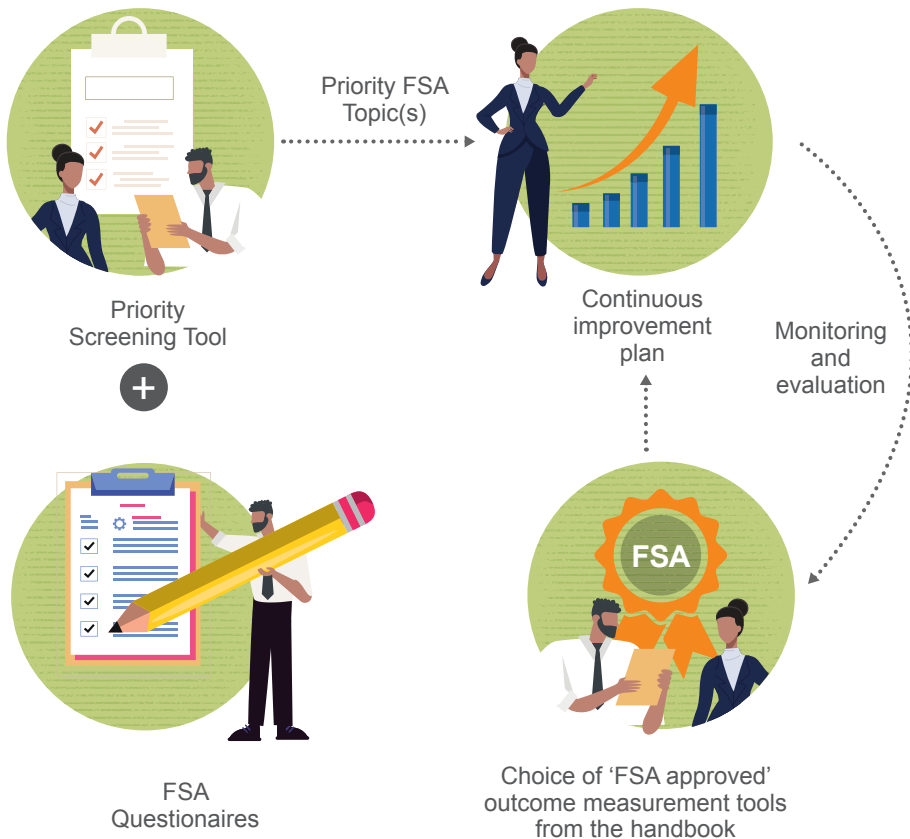 Priority FSA
Topic(s)
Priority
Screening Tool
+
Continuous
improvement
plan
Monitoring
and
evaluation
FSA
FSA
Questionaires
Choice of ‘FSA approved’
outcome measurement tools
from the handbook